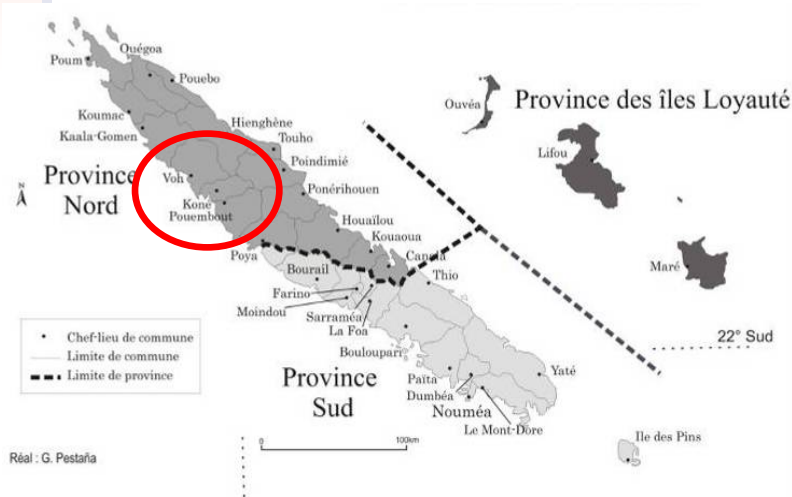 Ouégoa
Poum
Pouebo
Koumac
Kaala-Gomen
Hienghène
Touho
Poindimié
Ponérihouen
Voh
Koné
Pouembout
Province
Nord
N
Houaïlou
Kouaoua
Canala
Poya
Thio
Bourail
Farino
Moindou
Sarraméa
La Foa
Bouloupari
Province
Sud
Païta
Dumbéa
Nouméa
Le Mont-Dore
Yaté
Ile des Pins
Ouvéa
Province des îles Loyauté
Lifou
Maré
22° Sud
Chef-lieu de commune
Limite de commune
Limite de province
0 100km
Réal : G. Pestaña